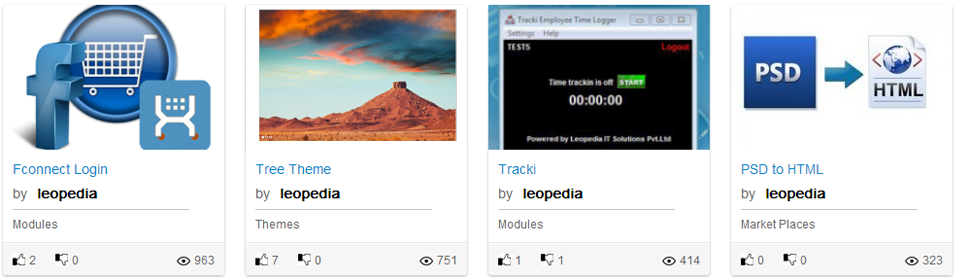 Fconnect Login
by leopedia
Modules
2 0 963
Tree Theme
by leopedia
Themes
7 0 751
Tracki Employee Time Logger
Settings Help
TEST5 Logout
Time trackin is off START
00:00:00
Powered by Leopedia IT Solutions Pvt.Ltd
Tracki
by leopedia
Modules
1 1 414
PSD
HTML
PSD to HTML
by leopedia
Market Places
0 0 323